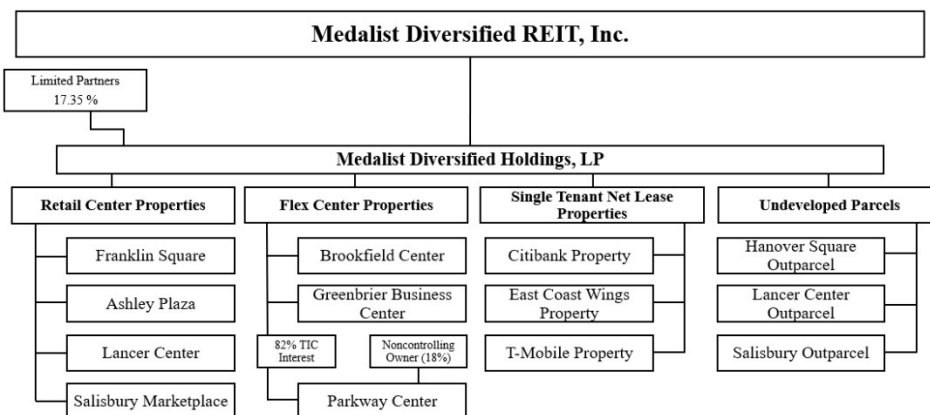 Medalist Diversified REIT, Inc.
Limited Partners
17.35 %
Medalist Diversified Holdings, LP
Retail Center Properties
Franklin Square
Ashley Plaza
Lancer Center
Salisbury Marketplace
Flex Center Properties
Brookfield Center
Greenbrier Business
Center
82% TIC
Interest
Noncontrolling
Owner (18%)
Parkway Center
Single Tenant Net Lease
Properties
Citibank Property
East Coast Wings
Property
T-Mobile Property
Undeveloped Parcels
Hanover Square
Outparcel
Lancer Center
Outparcel
Salisbury Outparcel